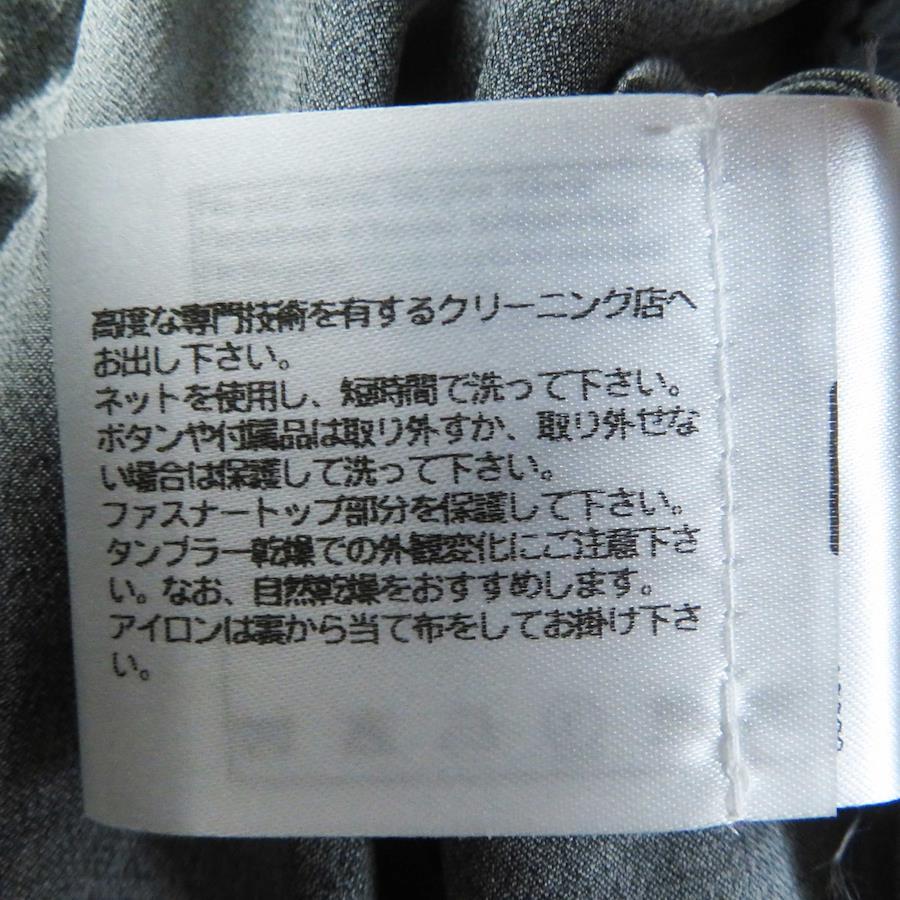 高度な専門技術を有するクリーニング店へ
お出し下さい。
ネットを使用し、短時間で洗って下さい。
ボタンや付属品は取り外すか、取り外せな
い場合は保護して洗って下さい。
ファスナートップ部分を保護して下さい。
タンブラー乾燥での外観変化にご注意下さ
い。なお、自然乾燥をおすすめします。
アイロンは裏から当て布をしてお掛け下さ
い。